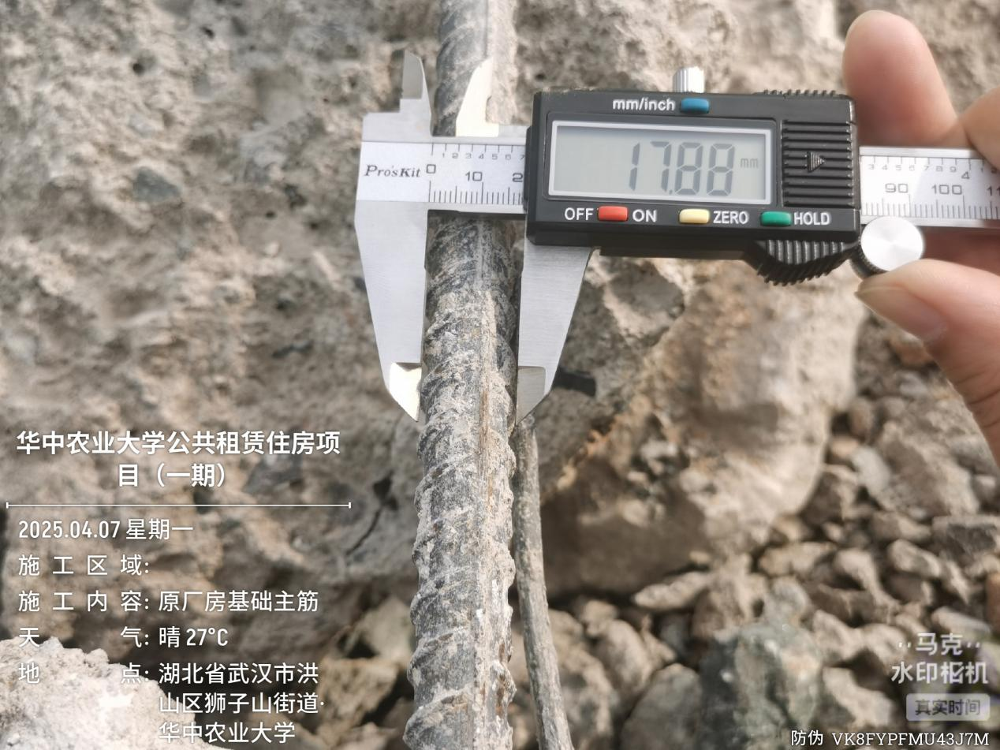 mm/inch
17.88 mm
Pro'sKit
0 10
90 100
OFF ON ZERO HOLD
华中农业大学公共租赁住房项
目（一期）
2025.04.07 星期一
施工区域:
施工内容: 原厂房基础主筋
天气: 晴 27°C
地点: 湖北省武汉市洪
山区狮子山街道·
华中农业大学
马克
水印相机
真实时间
防伪 VK8FYPFMU43J7M